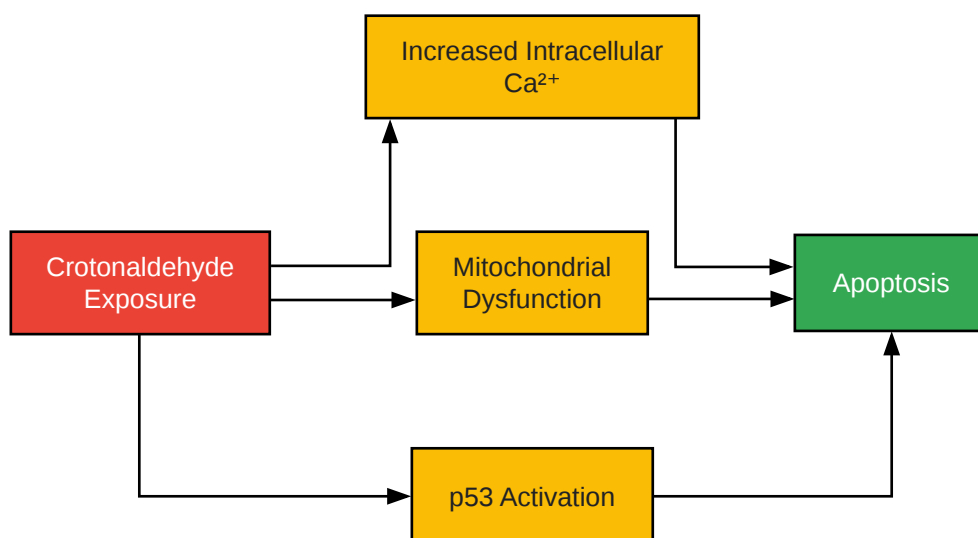 Increased Intracellular
Ca²⁺
Crotonaldehyde
Exposure
Mitochondrial
Dysfunction
Apoptosis
p53 Activation